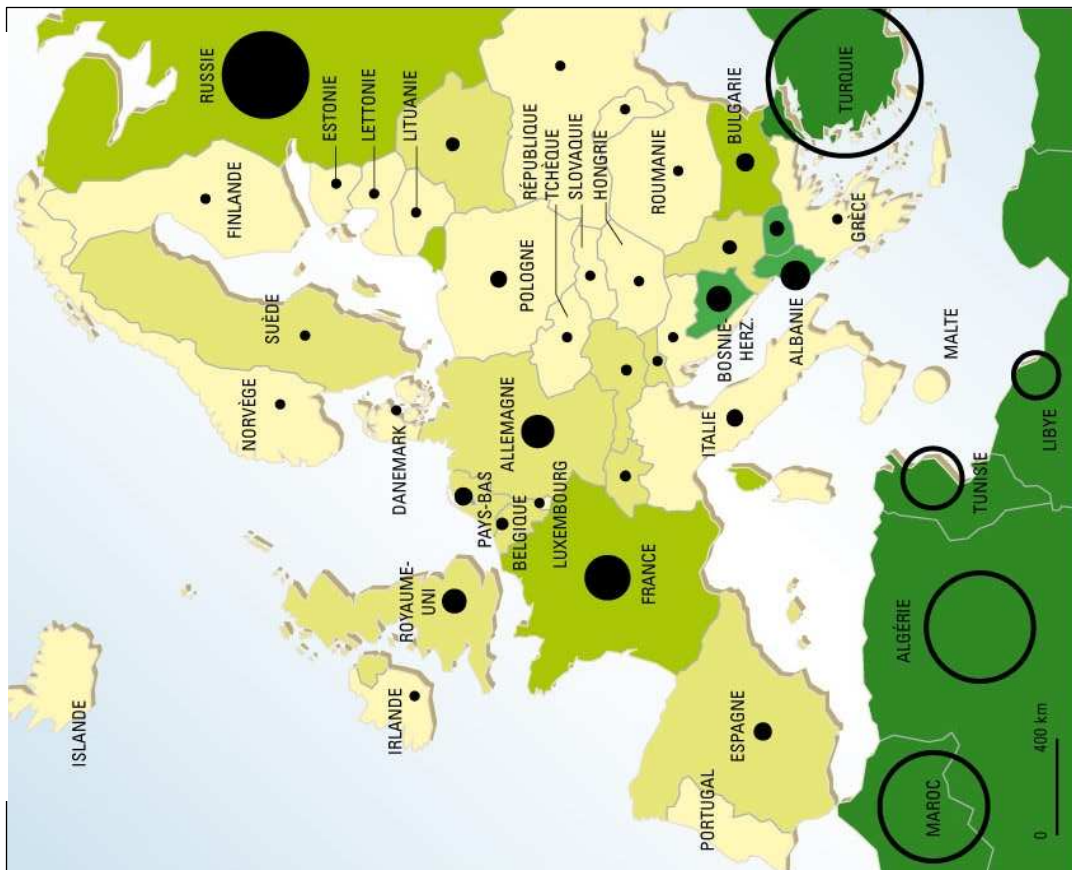 ISLANDE
NORVÈGE
SUÈDE
FINLANDE
RUSSIE
ESTONIE
LETTONIE
LITUANIE
DANEMARK
IRLANDE
ROYAUME-
UNI
PAYS-BAS
BELGIQUE
LUXEMBOURG
ALLEMAGNE
POLOGNE
RÉPUBLIQUE
TCHÈQUE
SLOVAQUIE
HONGRIE
FRANCE
ROUMANIE
BULGARIE
BOSNIE-
HERZ.
ITALIE
ALBANIE
GRÈCE
TURQUIE
PORTUGAL
ESPAGNE
MALTE
MAROC
ALGÉRIE
TUNISIE
LIBYE
0 400 km